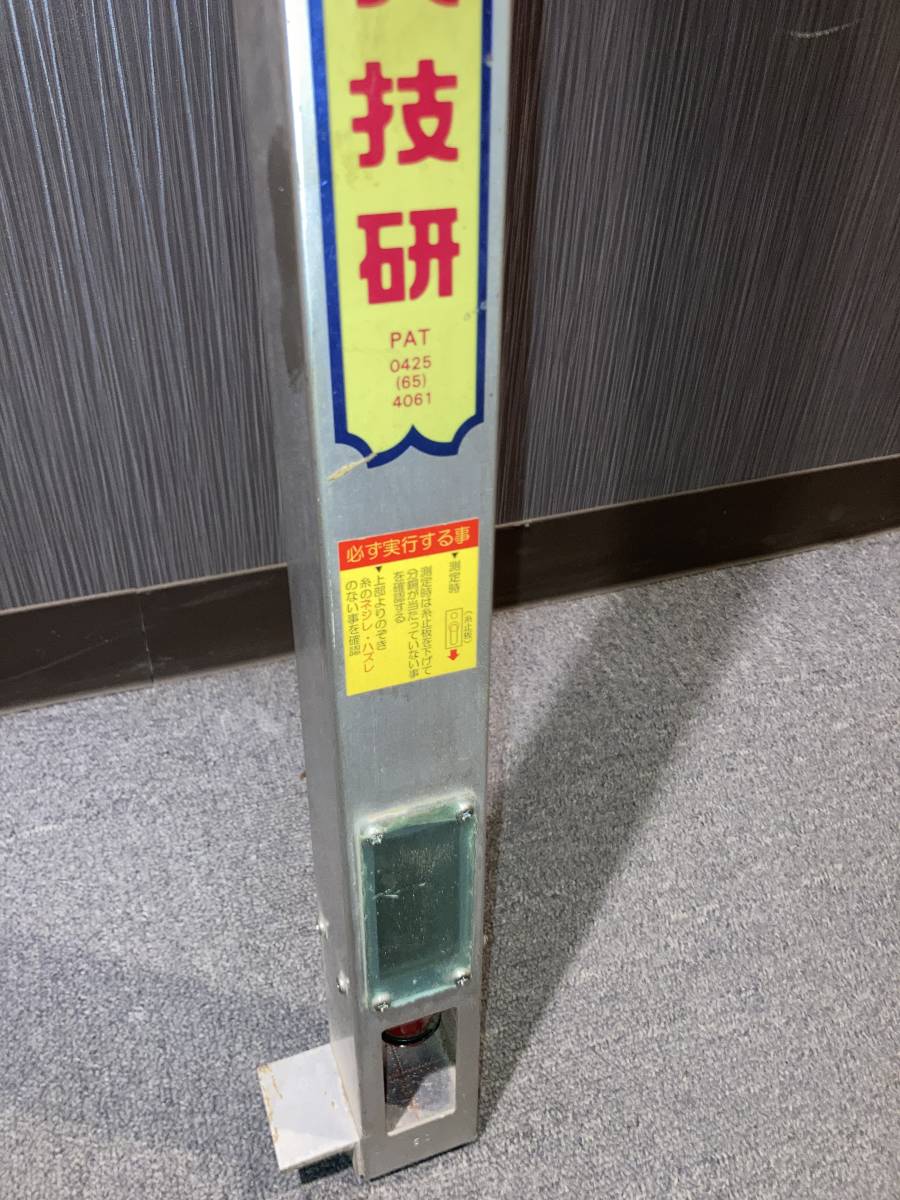 技研
PAT
0425
(65)
4061
必ず実行する事
▼測定時
(糸止板)
測定時は糸止板を下げて
分銅が当たっていない事
を確認する
▼上部よりのぞき
糸のネジレ・ハズレ
のない事を確認